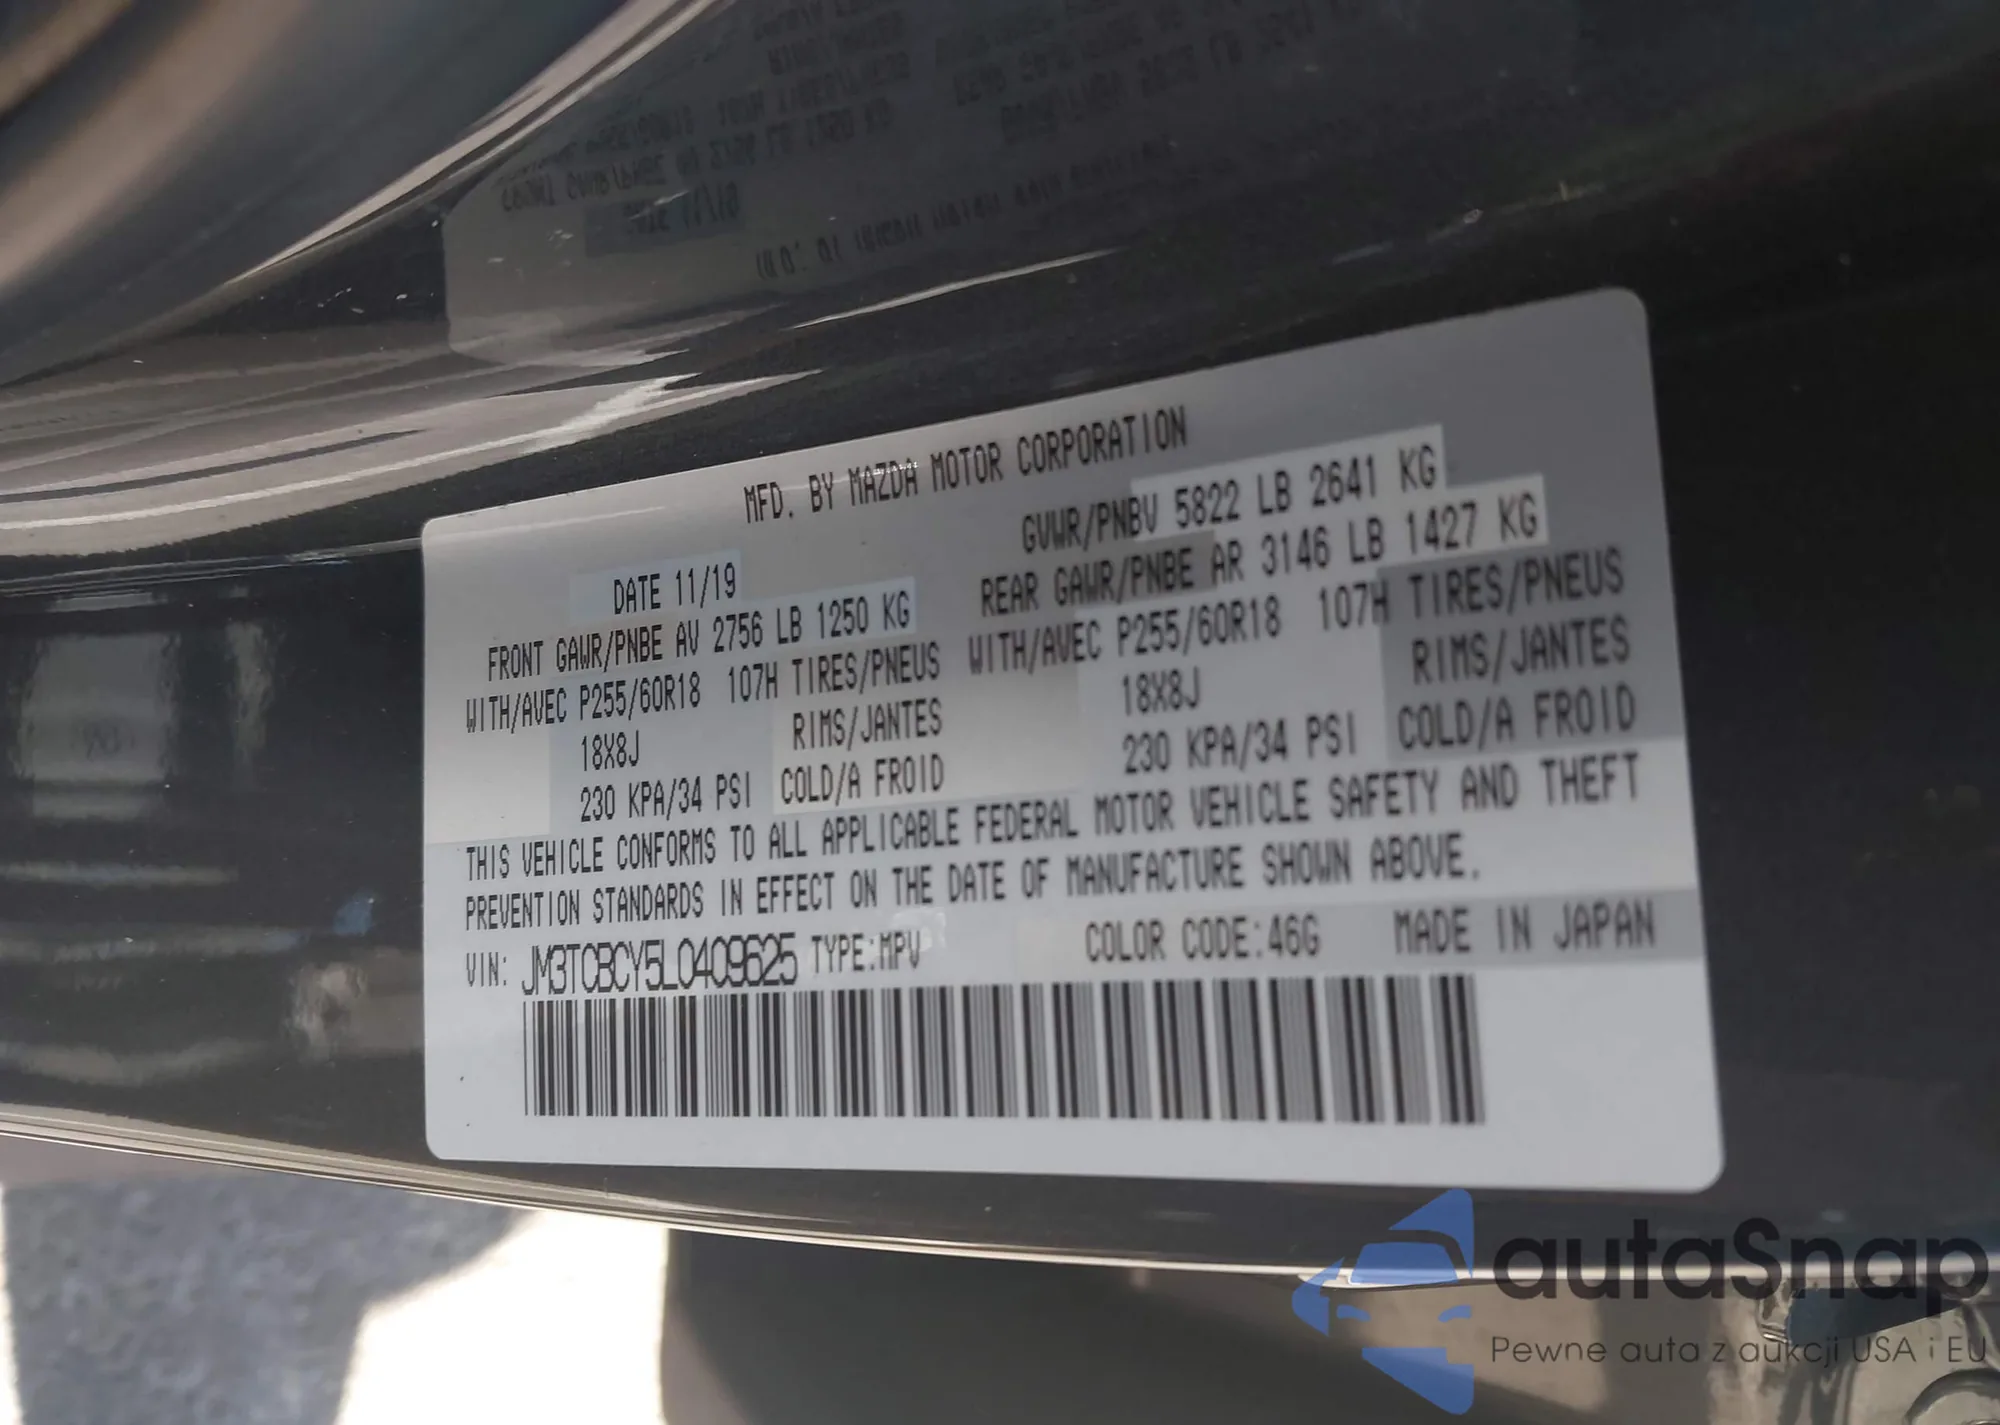 MFD. BY MAZDA MOTOR CORPORATION
DATE 11/19
GVWR/PNBV 5822 LB 2641 KG
FRONT GAWR/PNBE AV 2756 LB 1250 KG
REAR GAWR/PNBE AR 3146 LB 1427 KG
WITH/AVEC P255/60R18 107H TIRES/PNEUS
WITH/AVEC P255/60R18 107H TIRES/PNEUS
18X8J RIMS/JANTES
18X8J RIMS/JANTES
230 KPA/34 PSI COLD/A FROID
230 KPA/34 PSI COLD/A FROID
THIS VEHICLE CONFORMS TO ALL APPLICABLE FEDERAL MOTOR VEHICLE SAFETY AND THEFT
PREVENTION STANDARDS IN EFFECT ON THE DATE OF MANUFACTURE SHOWN ABOVE.
VIN: JM3TCBCY5L0409625 TYPE:MPV COLOR CODE:46G MADE IN JAPAN
autaSnap
Pewne auta z aukcji USA i EU